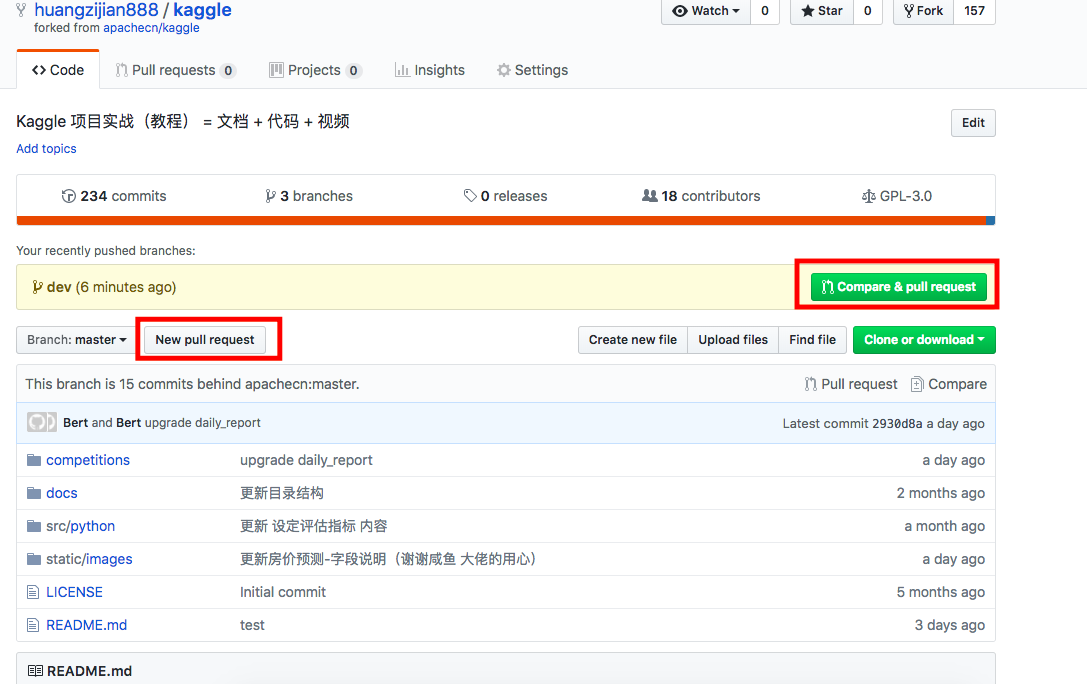 huangzijian888 / kaggle
Watch 0 Star 0 Fork 157
forked from apachecn/kaggle
Code Pull requests 0 Projects 0 Insights Settings
Kaggle 项目实战（教程） = 文档 + 代码 + 视频 Edit
Add topics
234 commits 3 branches 0 releases 18 contributors GPL-3.0
Your recently pushed branches:
dev (6 minutes ago) Compare & pull request
Branch: master New pull request Create new file Upload files Find file Clone or download
This branch is 15 commits behind apachecn:master. Pull request Compare
Bert and Bert upgrade daily_report Latest commit 2930d8a a day ago
competitions upgrade daily_report a day ago
docs 更新目录结构 2 months ago
src/python 更新 设定评估指标 内容 a month ago
static/images 更新房价预测-字段说明（谢谢咸鱼 大佬的用心） a day ago
LICENSE Initial commit 5 months ago
README.md test 3 days ago
README.md